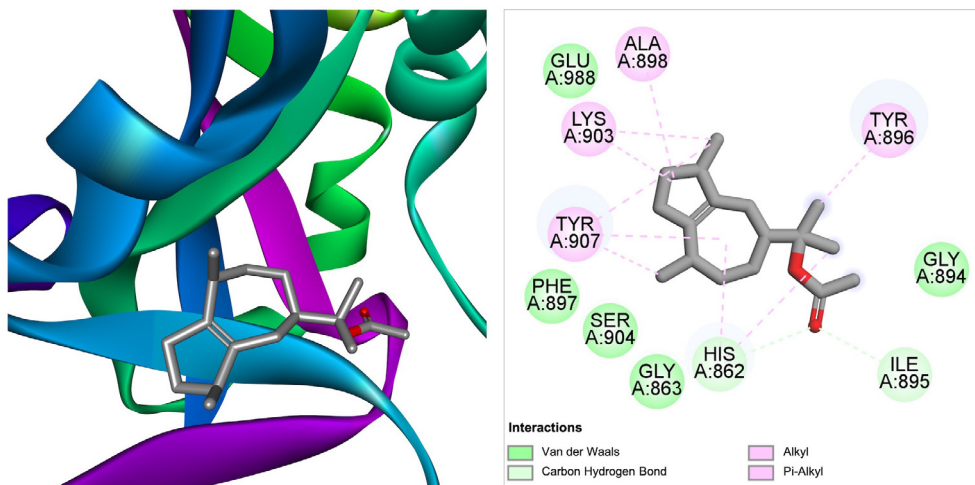 ALA
A:898
GLU
A:988
LYS
A:903
TYR
A:896
TYR
A:907
GLY
A:894
PHE
A:897
SER
A:904
GLY
A:863
HIS
A:862
ILE
A:895
Interactions
Van der Waals
Carbon Hydrogen Bond
Alkyl
Pi-Alkyl